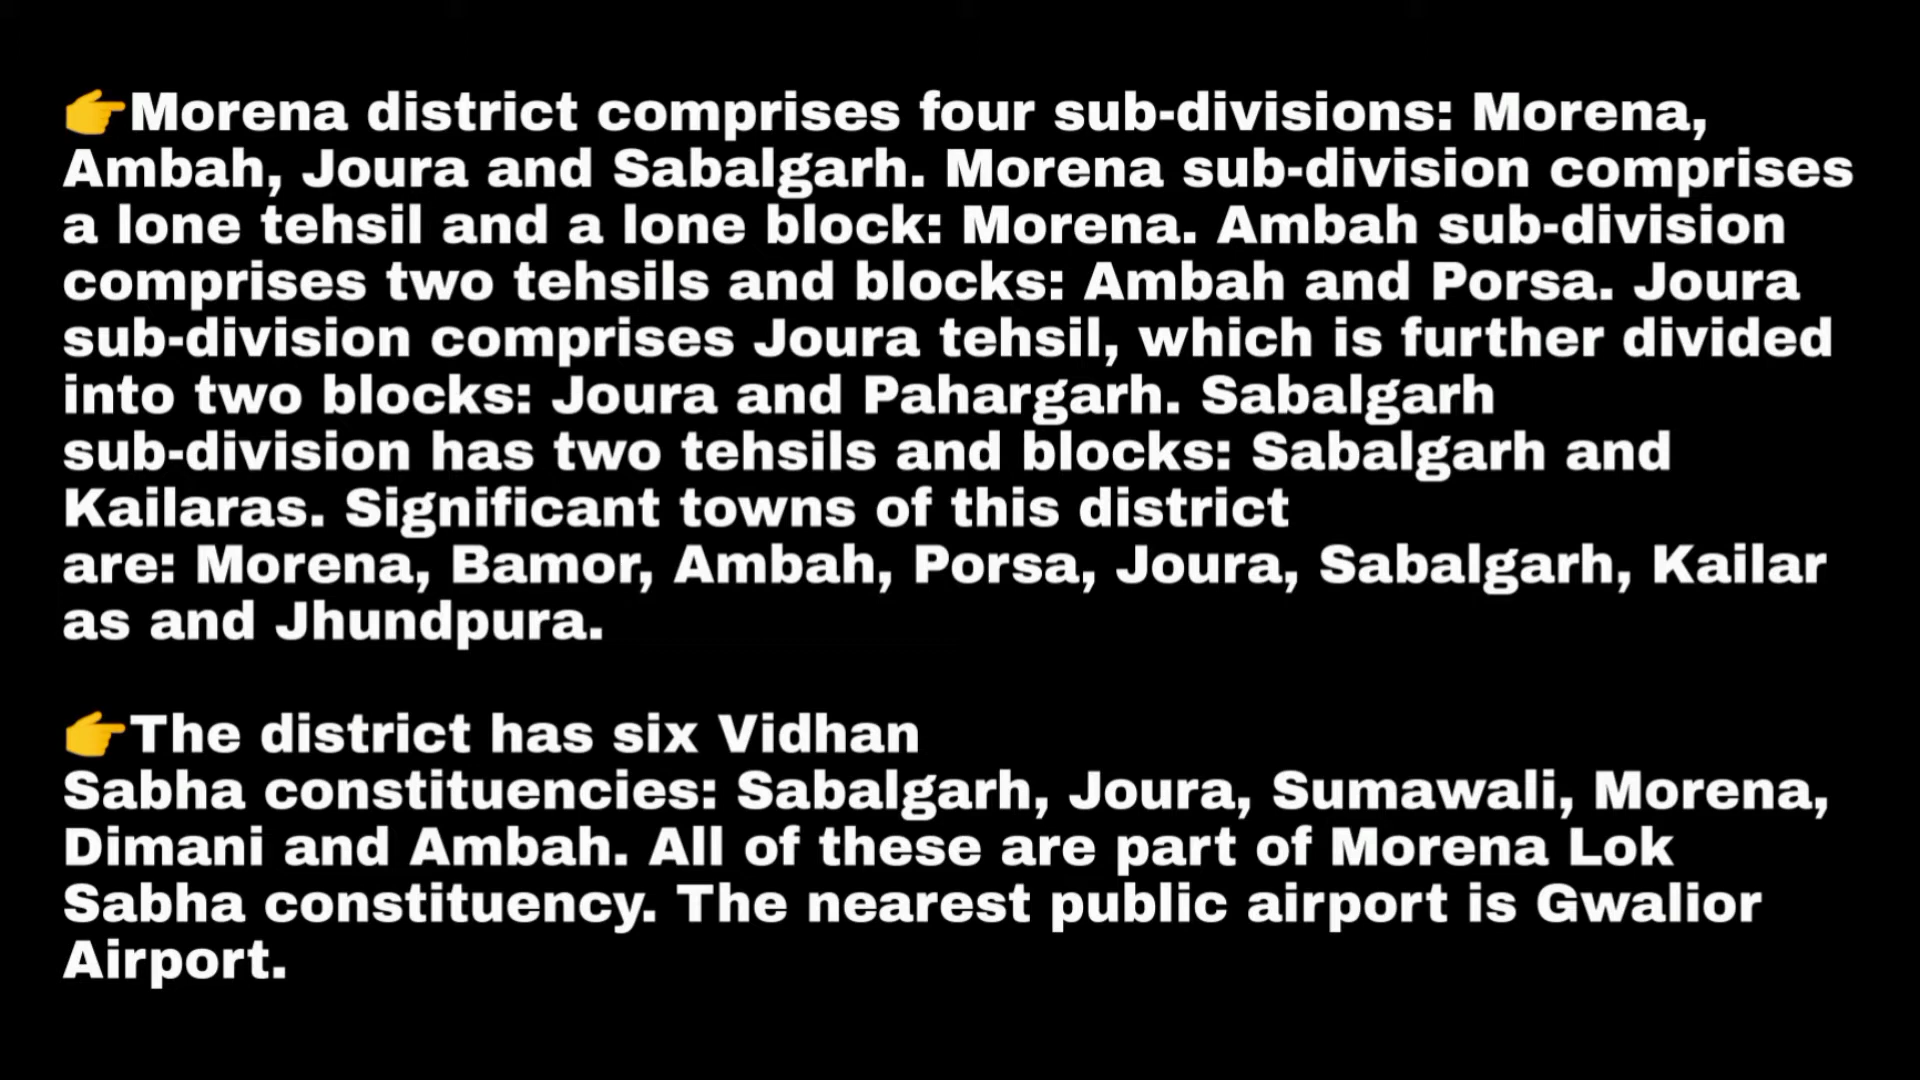 👉Morena district comprises four sub-divisions: Morena,
Ambah, Joura and Sabalgarh. Morena sub-division comprises
a lone tehsil and a lone block: Morena. Ambah sub-division
comprises two tehsils and blocks: Ambah and Porsa. Joura
sub-division comprises Joura tehsil, which is further divided
into two blocks: Joura and Pahargarh. Sabalgarh
sub-division has two tehsils and blocks: Sabalgarh and
Kailaras. Significant towns of this district
are: Morena, Bamor, Ambah, Porsa, Joura, Sabalgarh, Kailar
as and Jhundpura.
👉The district has six Vidhan
Sabha constituencies: Sabalgarh, Joura, Sumawali, Morena,
Dimani and Ambah. All of these are part of Morena Lok
Sabha constituency. The nearest public airport is Gwalior
Airport.